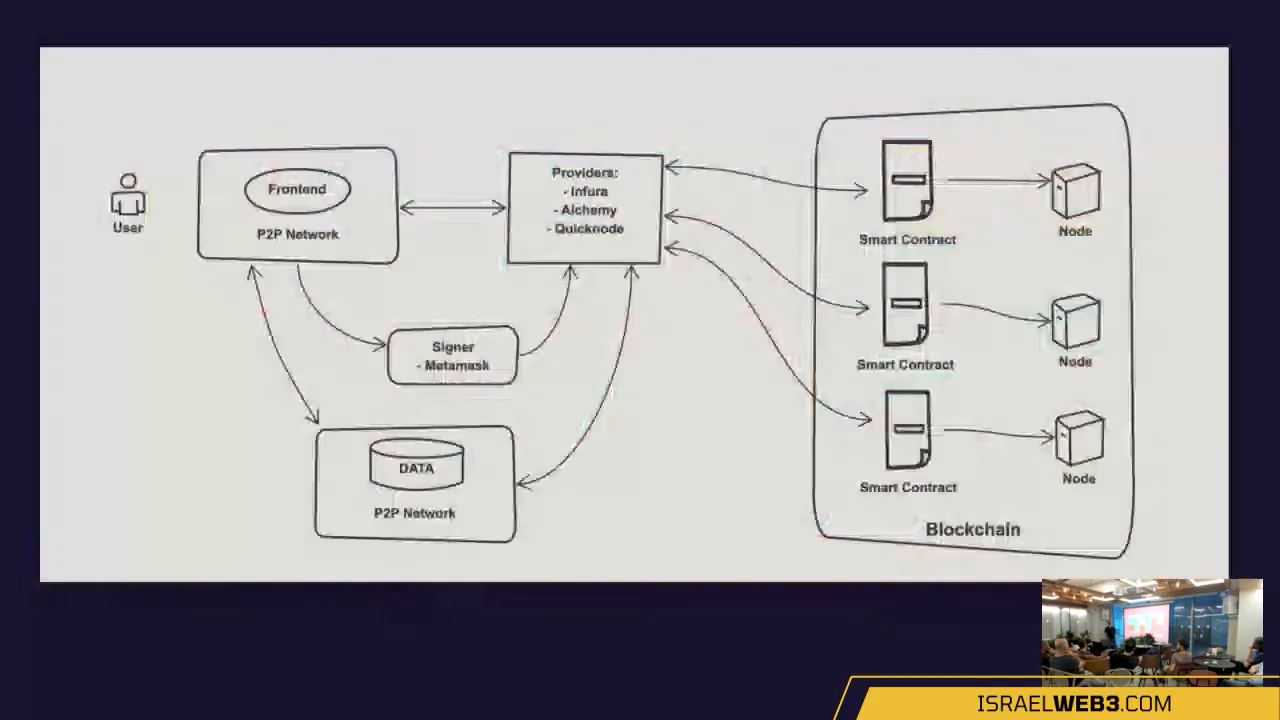 User
Frontend
P2P Network
Providers:
- Infura
- Alchemy
- Quicknode
Signer
- Metamask
DATA
P2P Network
Smart Contract
Node
Smart Contract
Node
Smart Contract
Node
Blockchain
ISRAELWEB3.COM